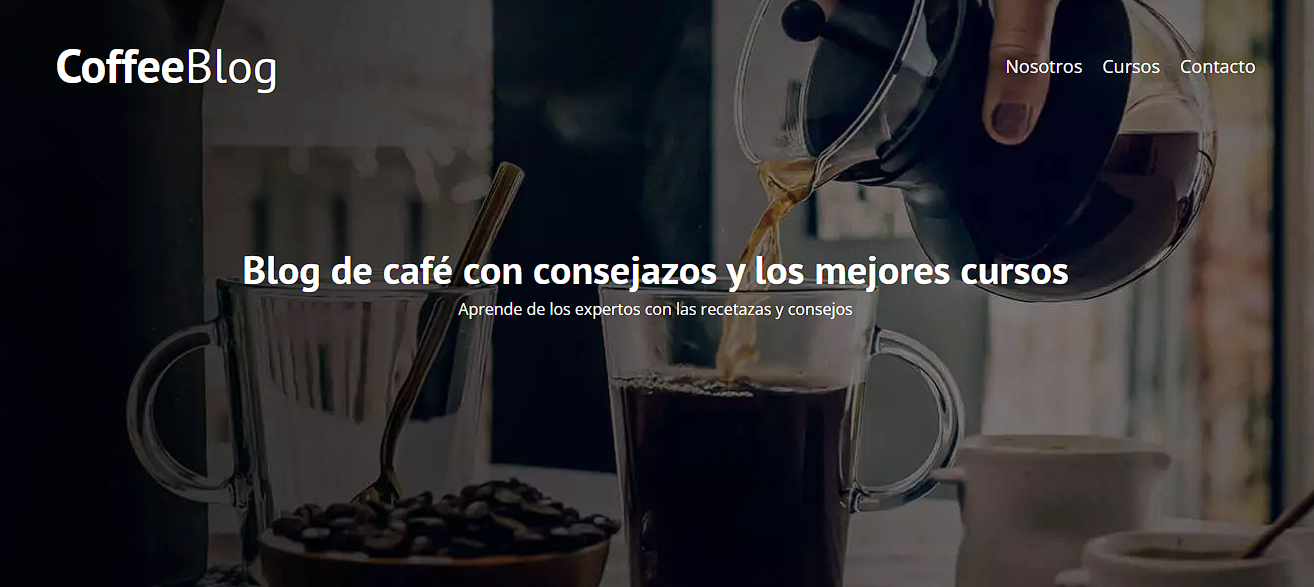 CoffeeBlog
Nosotros Cursos Contacto
Blog de café con consejazos y los mejores cursos
Aprende de los expertos con las recetazas y consejos